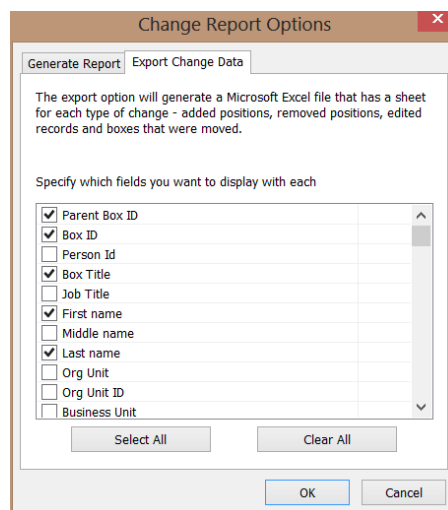 Change Report Options
Generate Report
Export Change Data
The export option will generate a Microsoft Excel file that has a sheet
for each type of change - added positions, removed positions, edited
records and boxes that were moved.
Specify which fields you want to display with each
Parent Box ID
Box ID
Person Id
Box Title
Job Title
First name
Middle name
Last name
Org Unit
Org Unit ID
Business Unit
Select All
Clear All
OK
Cancel